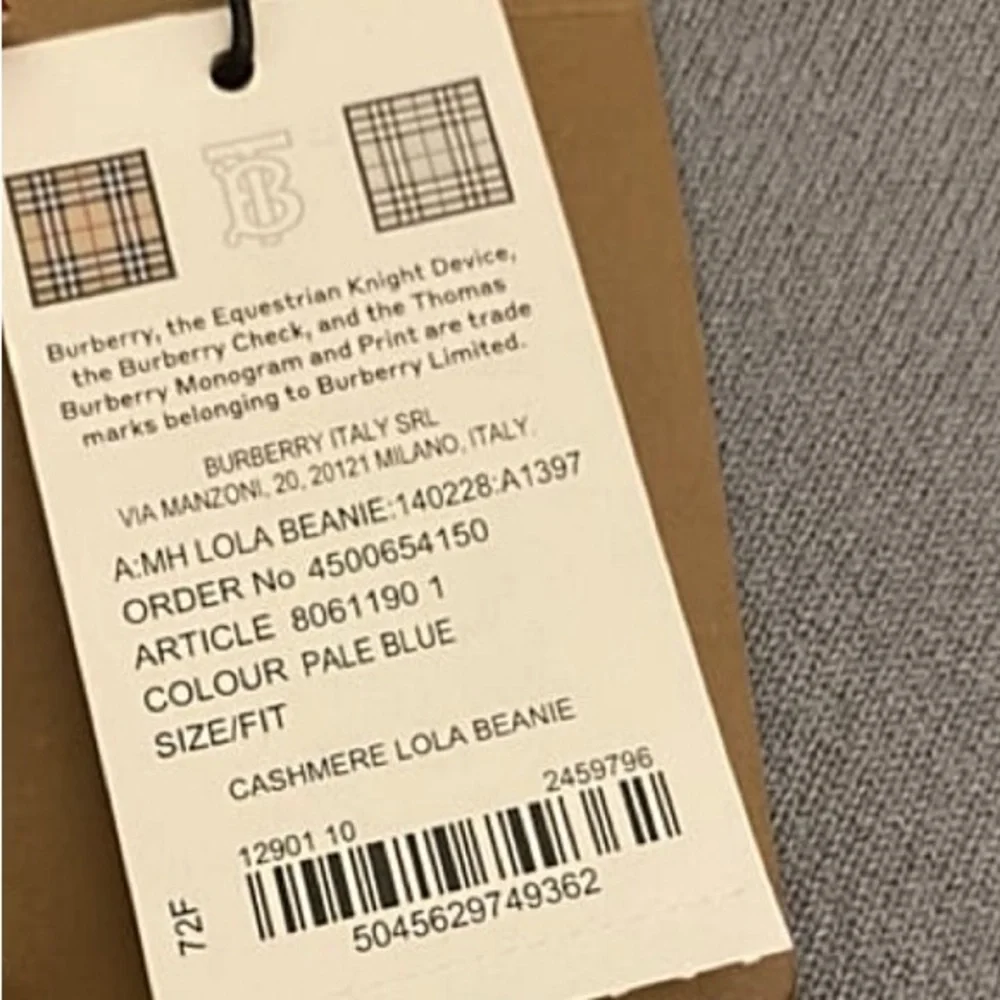 TB
Burberry, the Equestrian Knight Device,
the Burberry Check, and the Thomas
Burberry Monogram and Print are trade
marks belonging to Burberry Limited.
BURBERRY ITALY SRL
VIA MANZONI, 20, 20121 MILANO, ITALY.
A:MH LOLA BEANIE:140228:A1397
ORDER No 4500654150
ARTICLE 8061190 1
COLOUR PALE BLUE
SIZE/FIT
CASHMERE LOLA BEANIE
12901 10 2459796
72F
5045629749362